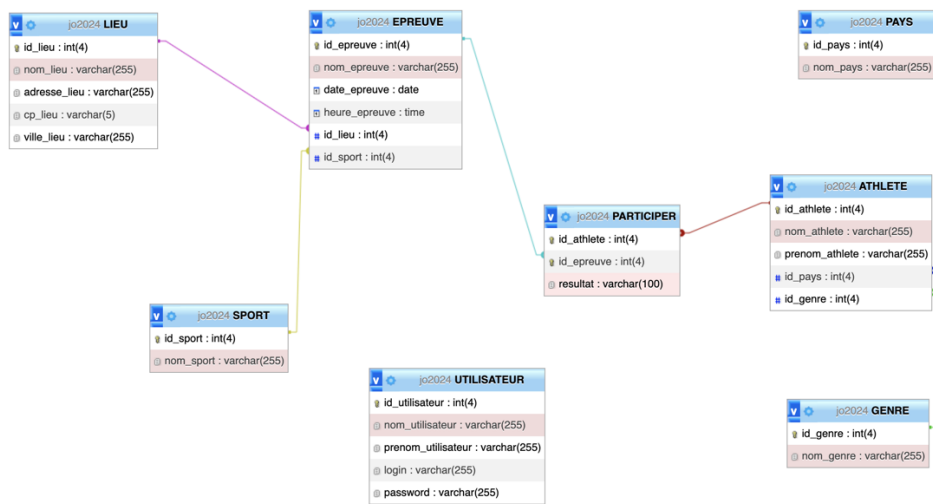 jo2024 LIEU
id_lieu : int(4)
nom_lieu : varchar(255)
adresse_lieu : varchar(255)
cp_lieu : varchar(5)
ville_lieu : varchar(255)
jo2024 EPREUVE
id_epreuve : int(4)
nom_epreuve : varchar(255)
date_epreuve : date
heure_epreuve : time
id_lieu : int(4)
id_sport : int(4)
jo2024 PAYS
id_pays : int(4)
nom_pays : varchar(255)
jo2024 PARTICIPER
id_athlete : int(4)
id_epreuve : int(4)
resultat : varchar(100)
jo2024 ATHLETE
id_athlete : int(4)
nom_athlete : varchar(255)
prenom_athlete : varchar(255)
id_pays : int(4)
id_genre : int(4)
jo2024 SPORT
id_sport : int(4)
nom_sport : varchar(255)
jo2024 UTILISATEUR
id_utilisateur : int(4)
nom_utilisateur : varchar(255)
prenom_utilisateur : varchar(255)
login : varchar(255)
password : varchar(255)
jo2024 GENRE
id_genre : int(4)
nom_genre : varchar(255)